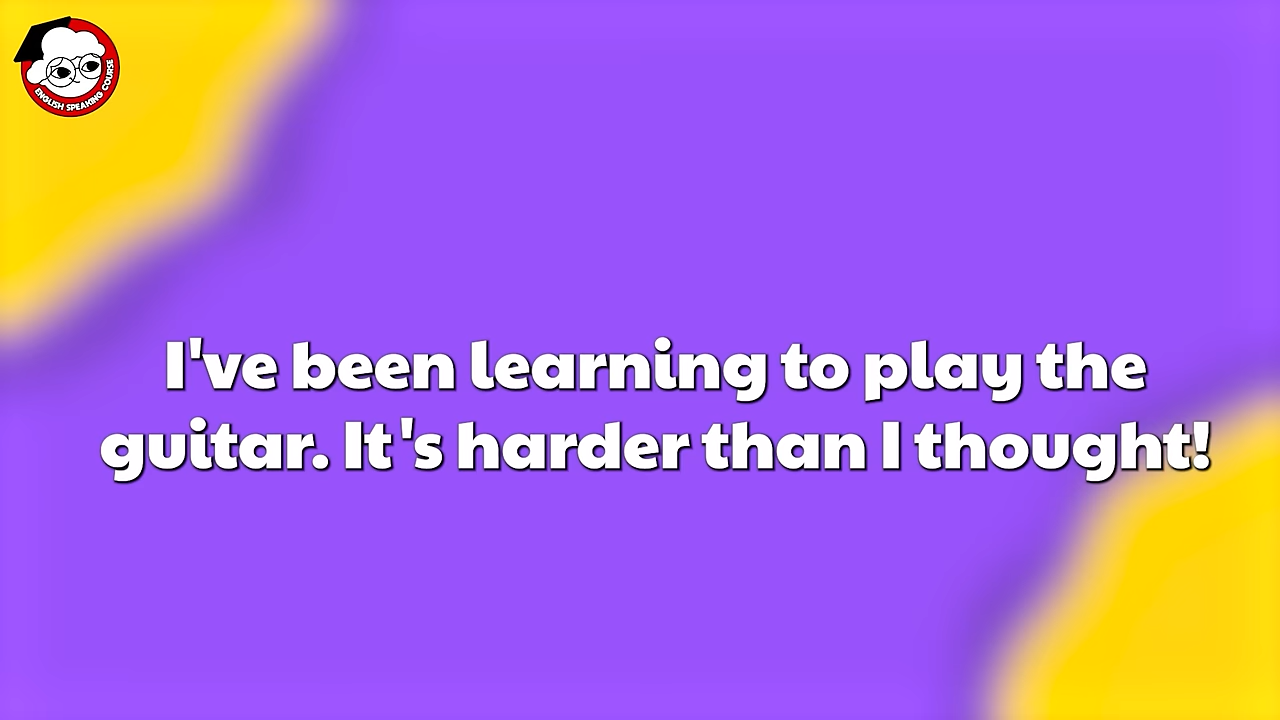 ENGLISH SPEAKING COURSE
I've been learning to play the
guitar. It's harder than I thought!